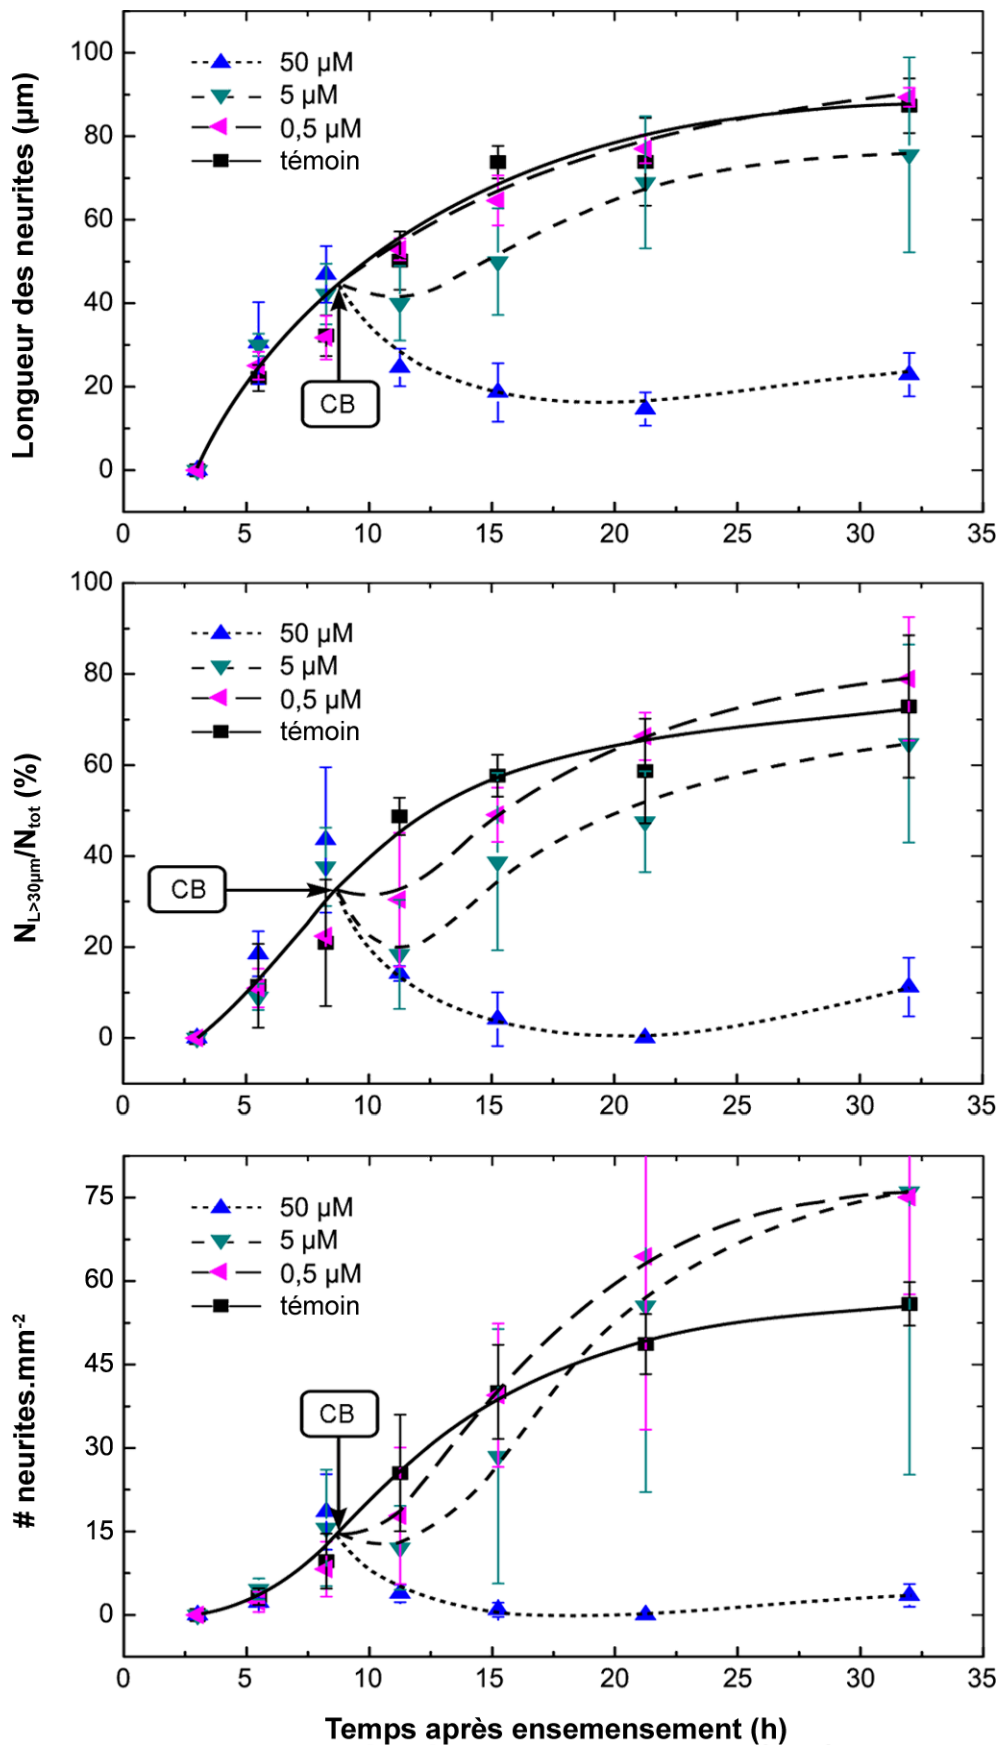 Longueur des neurites (µm)
100
80
60
40
20
0
50 µM
5 µM
0,5 µM
témoin
CB
0 5 10 15 20 25 30 35
N_L>30µm/N_tot (%)
100
80
60
40
20
0
50 µM
5 µM
0,5 µM
témoin
CB
0 5 10 15 20 25 30 35
# neurites.mm⁻²
75
60
45
30
15
0
50 µM
5 µM
0,5 µM
témoin
CB
0 5 10 15 20 25 30 35
Temps après ensemensement (h)